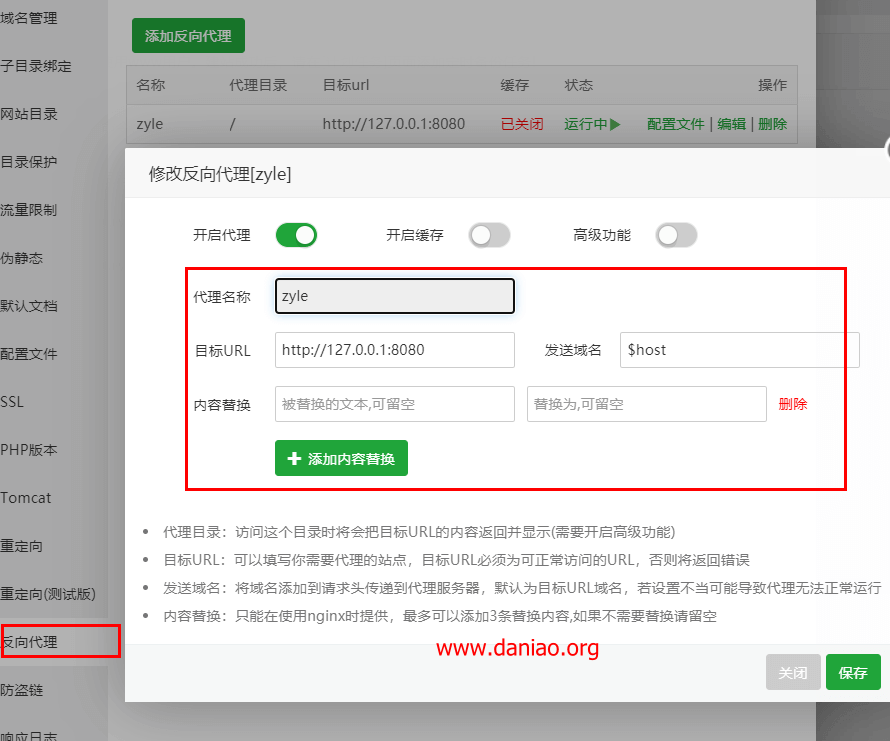 域名管理
子目录绑定
网站目录
目录保护
流量限制
伪静态
默认文档
配置文件
SSL
PHP版本
Tomcat
重定向
重定向(测试版)
反向代理
防盗链
响应日志
添加反向代理
名称 代理目录 目标url 缓存 状态 操作
zyle / http://127.0.0.1:8080 已关闭 运行中 配置文件 | 编辑 | 删除
修改反向代理[zyle]
开启代理 开启缓存 高级功能
代理名称 zyle
目标URL http://127.0.0.1:8080 发送域名 $host
内容替换 被替换的文本,可留空 替换为,可留空 删除
添加内容替换
代理目录：访问这个目录时将会把目标URL的内容返回并显示(需要开启高级功能)
目标URL：可以填写你需要代理的站点，目标URL必须为可正常访问的URL，否则将返回错误
发送域名：将域名添加到请求头传递到代理服务器，默认为目标URL域名，若设置不当可能导致代理无法正常运行
内容替换：只能在使用nginx时提供，最多可以添加3条替换内容,如果不需要替换请留空
www.daniao.org
关闭 保存